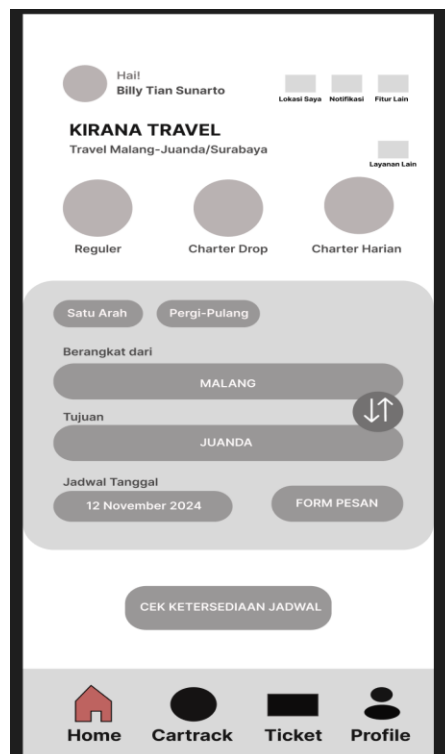 Hai!
Billy Tian Sunarto
Lokasi Saya
Notifikasi
Fitur Lain
KIRANA TRAVEL
Travel Malang-Juanda/Surabaya
Layanan Lain
Reguler
Charter Drop
Charter Harian
Satu Arah
Pergi-Pulang
Berangkat dari
MALANG
Tujuan
JUANDA
Jadwal Tanggal
12 November 2024
FORM PESAN
CEK KETERSEDIAAN JADWAL
Home
Cartrack
Ticket
Profile